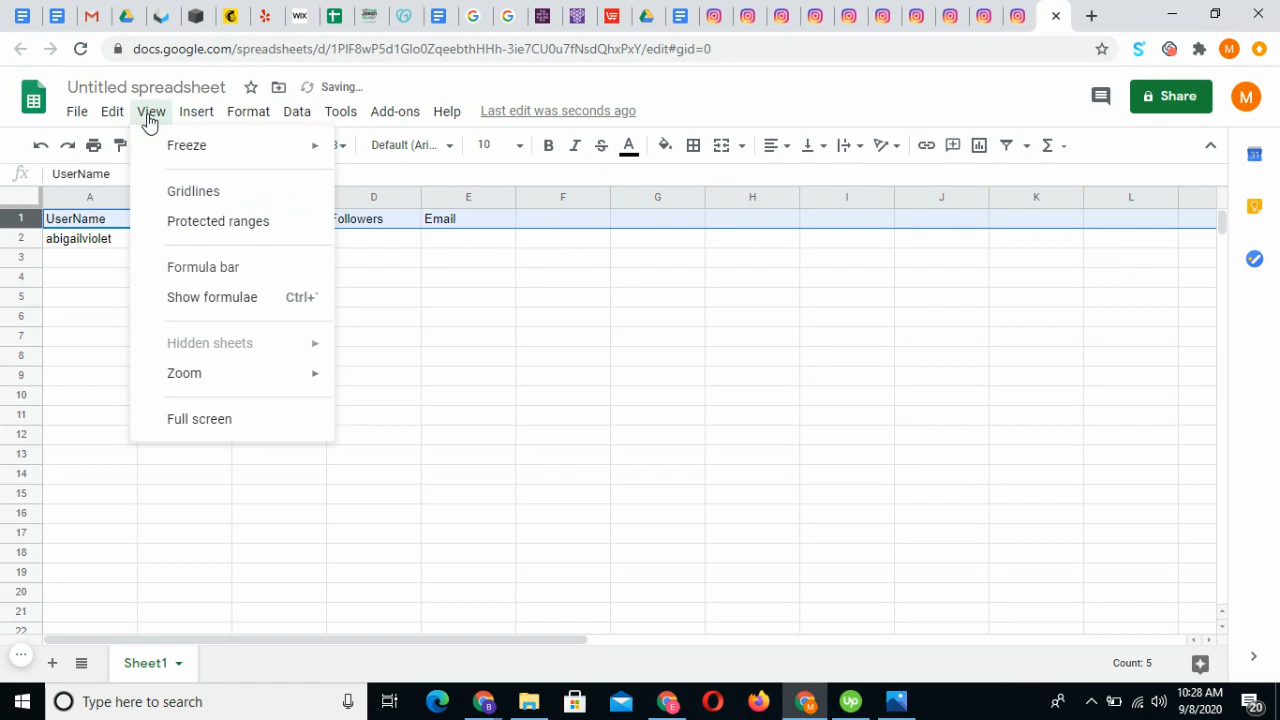 WIX
docs.google.com/spreadsheets/d/1PIF8wP5d1Glo0ZqeebthHHh-3ie7CU0u7fNsdQhxPxY/edit#gid=0
M
Untitled spreadsheet
Saving...
Share
M
File Edit View Insert Format Data Tools Add-ons Help Last edit was seconds ago
Default (Ari... 10 B I S A
fx UserName
A D E F G H I J K L
1 UserName Followers Email
2 abigailviolet
3
4
5
6
7
8
9
10
11
12
13
14
15
16
17
18
19
20
21
22
Freeze
Gridlines
Protected ranges
Formula bar
Show formulae Ctrl+`
Hidden sheets
Zoom
Full screen
Sheet1
Count: 5
Type here to search
10:28 AM
9/8/2020
20